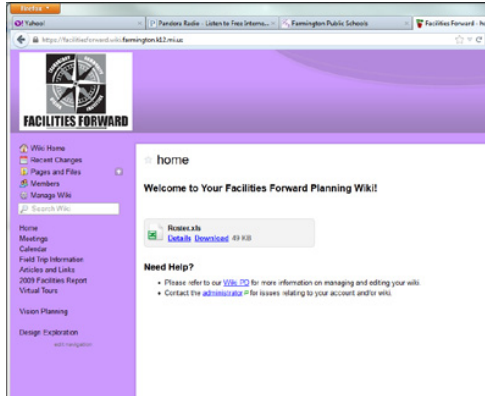 Firefox
Yahoo!
Pandora Radio - Listen to Free Interne...
Farmington Public Schools
Facilities Forward - ho
https://facilitiesforward.wiki.farmington.k12.mi.us
FACILITIES FORWARD
Wiki Home
Recent Changes
Pages and Files
Members
Manage Wiki
Search Wiki
Home
Meetings
Calendar
Field Trip Information
Articles and Links
2009 Facilities Report
Virtual Tours
Vision Planning
Design Exploration
edit navigation
home
Welcome to Your Facilities Forward Planning Wiki!
Roster.xls
Details Download 49 KB
Need Help?
Please refer to our Wiki PD for more information on managing and editing your wiki.
Contact the administrator for issues relating to your account and/or wiki.